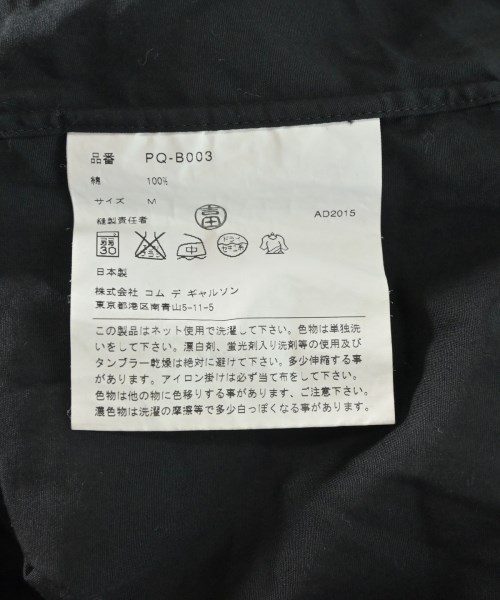 品番 PQ-B003
綿 100%
サイズ M
縫製責任者 吉田 AD2015
30 中 ドライ セキユ系
日本製
株式会社 コム デ ギャルソン
東京都港区南青山5-11-5
この製品はネット使用で洗濯して下さい。色物は単独洗
いをして下さい。漂白剤、蛍光剤入り洗剤等の使用及び
タンブラー乾燥は絶対に避けて下さい。多少伸縮する事
があります。アイロン掛けは必ず当て布をして下さい。
色物は他の物に色移りする事があります、ご注意下さい。
濃色物は洗濯の摩擦等で多少白っぽくなる事があります。